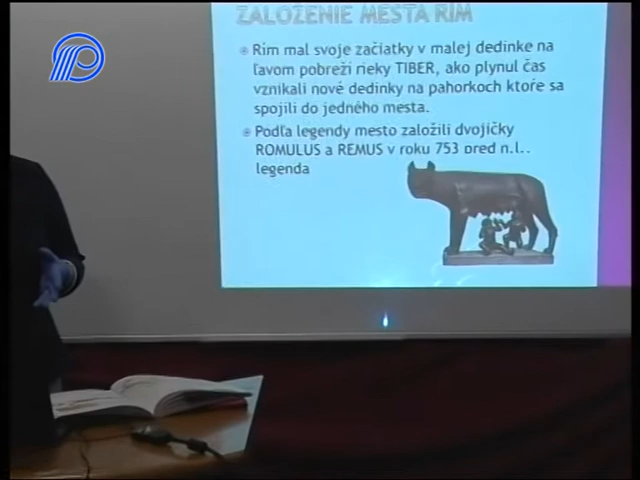 ZALOŽENIE MESTA RÍM
Rím mal svoje začiatky v malej dedinke na
ľavom pobreží rieky TIBER, ako plynul čas
vznikali nové dedinky na pahorkoch ktoře sa
spojili do jedného mesta.
Podľa legendy mesto založili dvojičky
ROMULUS a REMUS v roku 753 pred n.l..
legenda